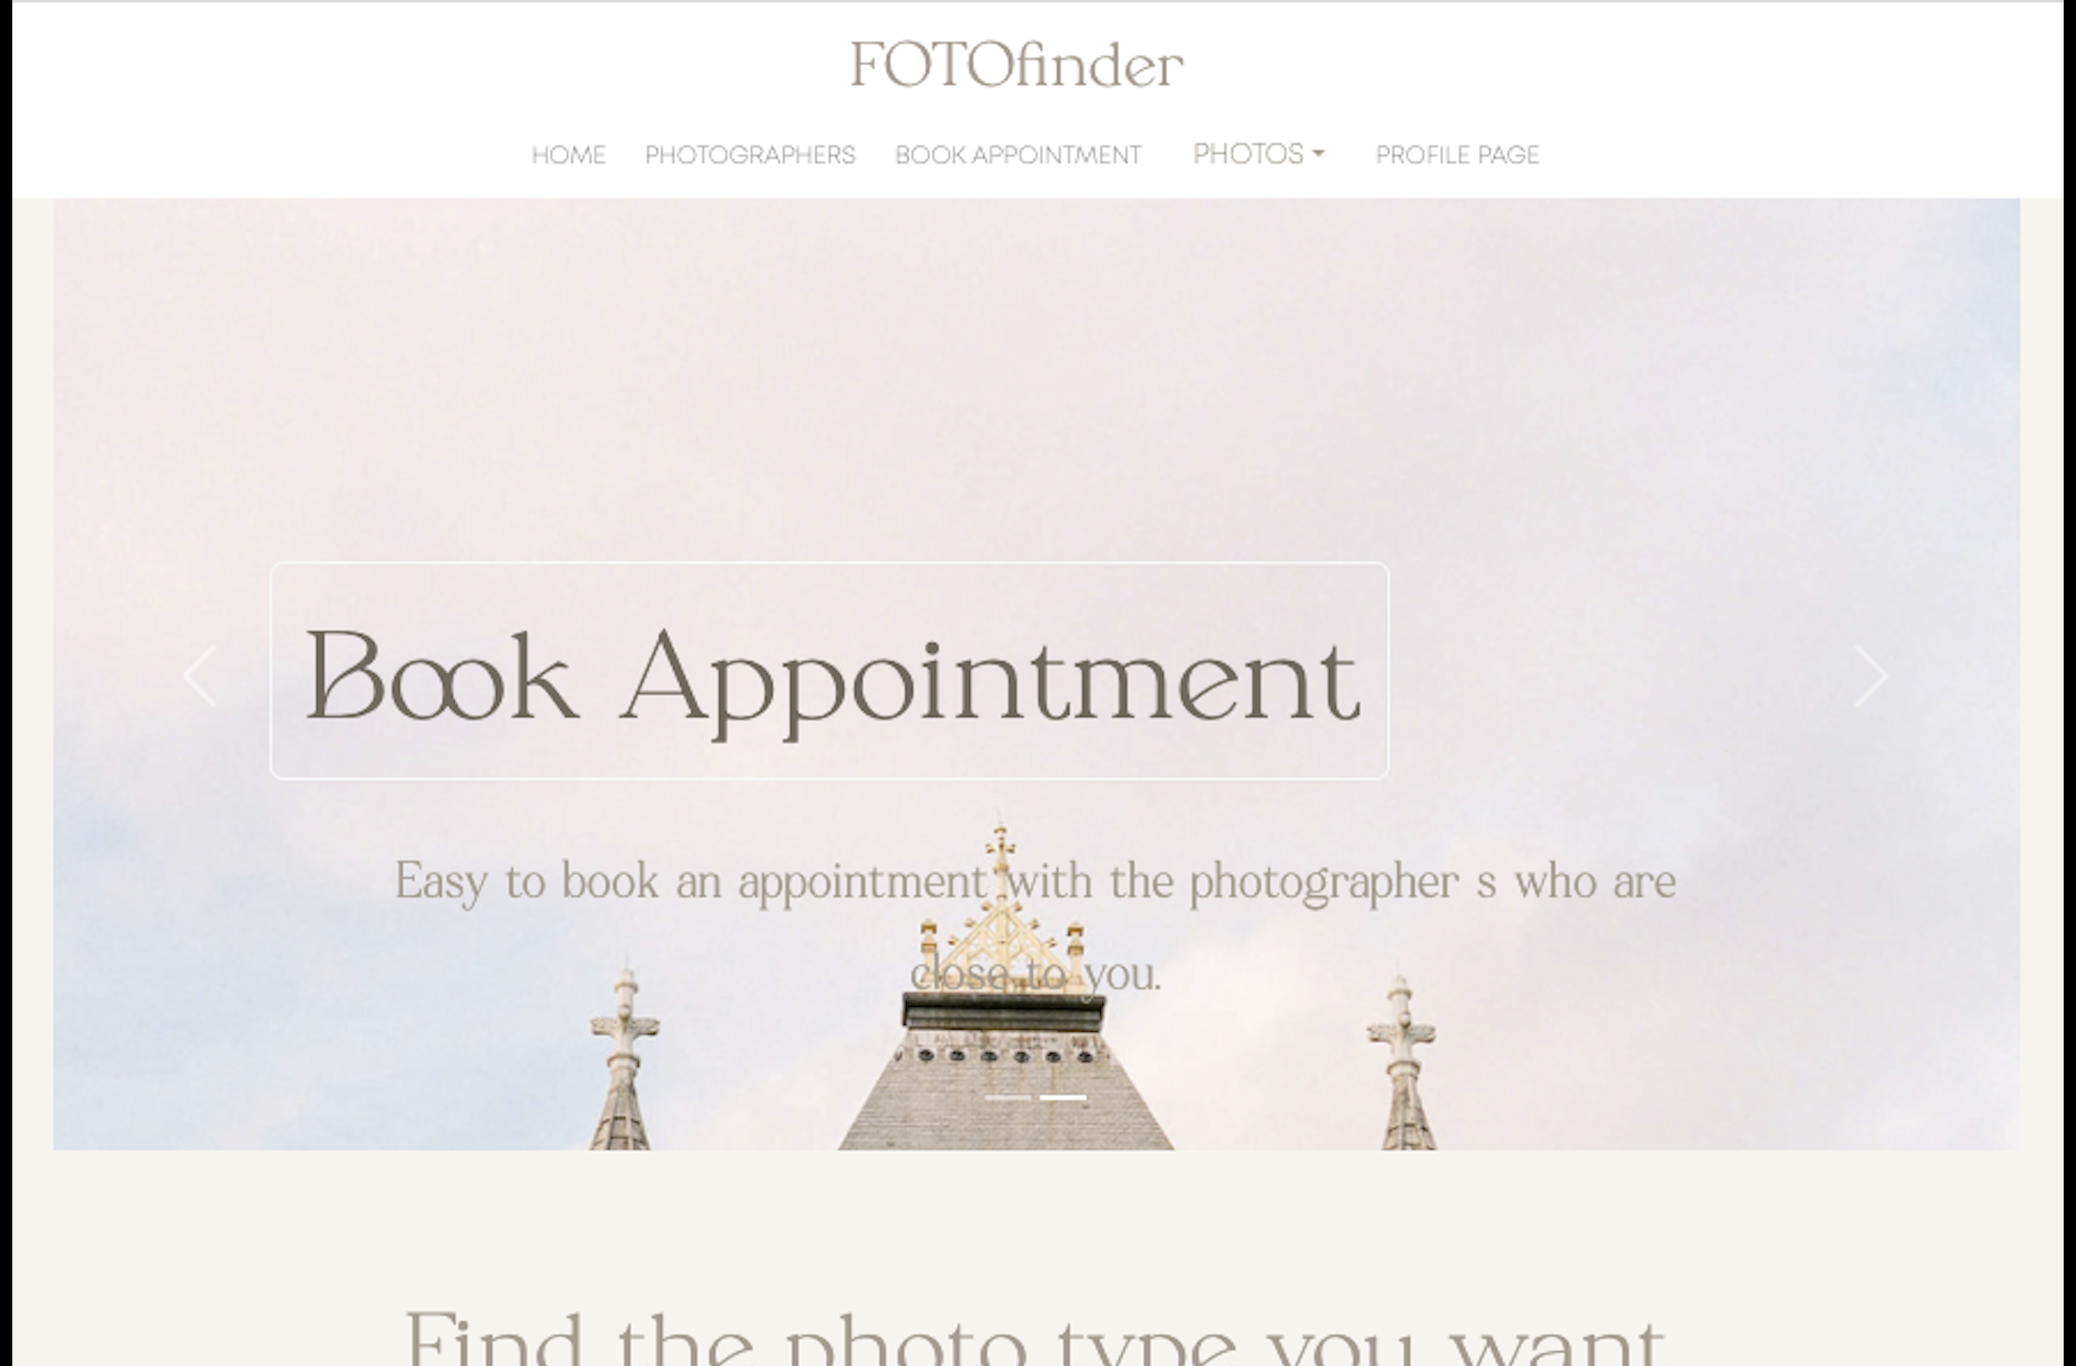 FOTOfinder
HOME PHOTOGRAPHERS BOOK APPOINTMENT PHOTOS PROFILE PAGE
Book Appointment
Easy to book an appointment with the photographer s who are
close to you.
Find the photo type you want